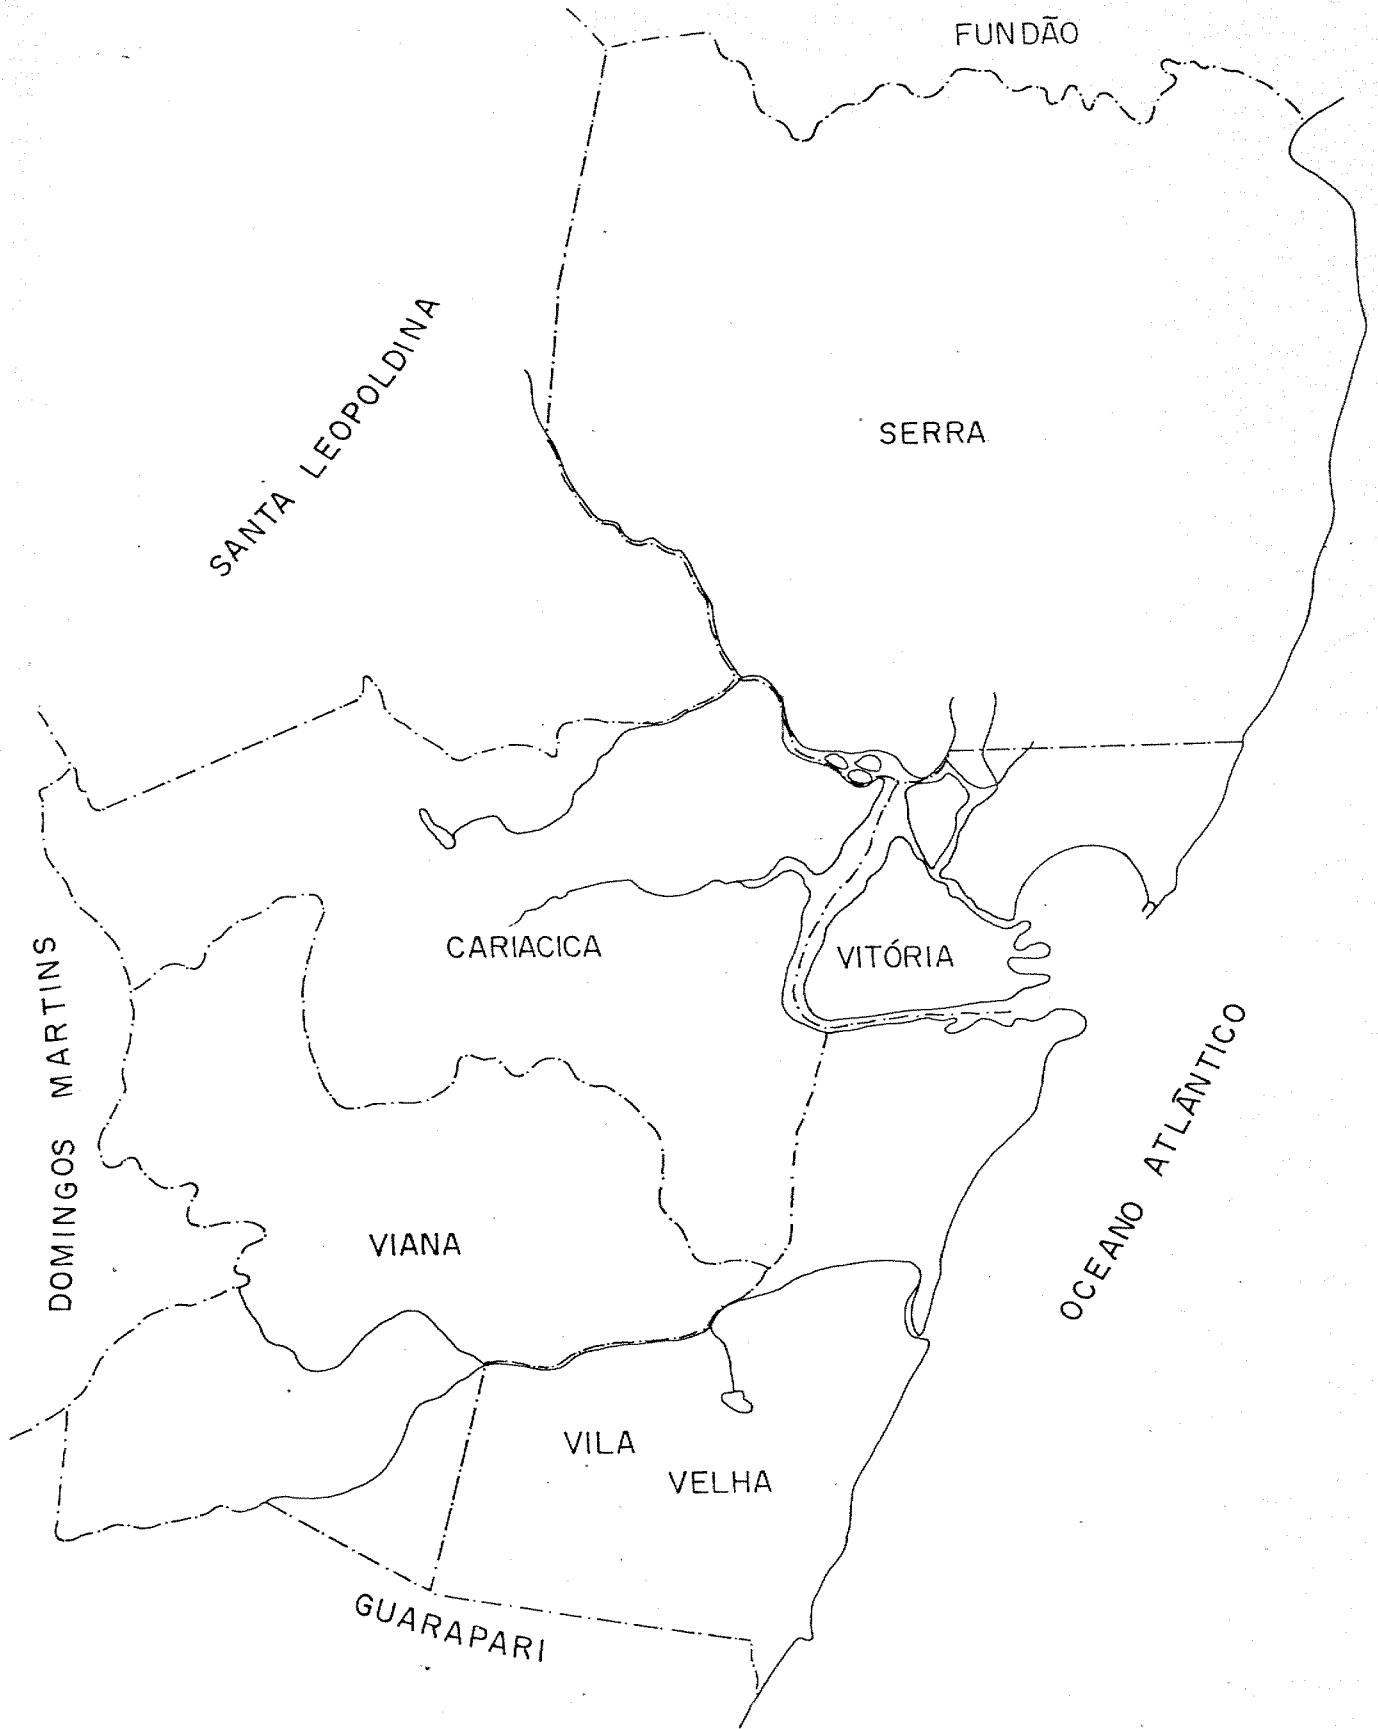 FUNDÃO
SANTA LEOPOLDINA
SERRA
CARIACICA
VITÓRIA
DOMINGOS MARTINS
OCEANO ATLÂNTICO
VIANA
VILA
VELHA
GUARAPARI